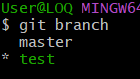 User@LOQ MINGW64
$ git branch
  master
* test